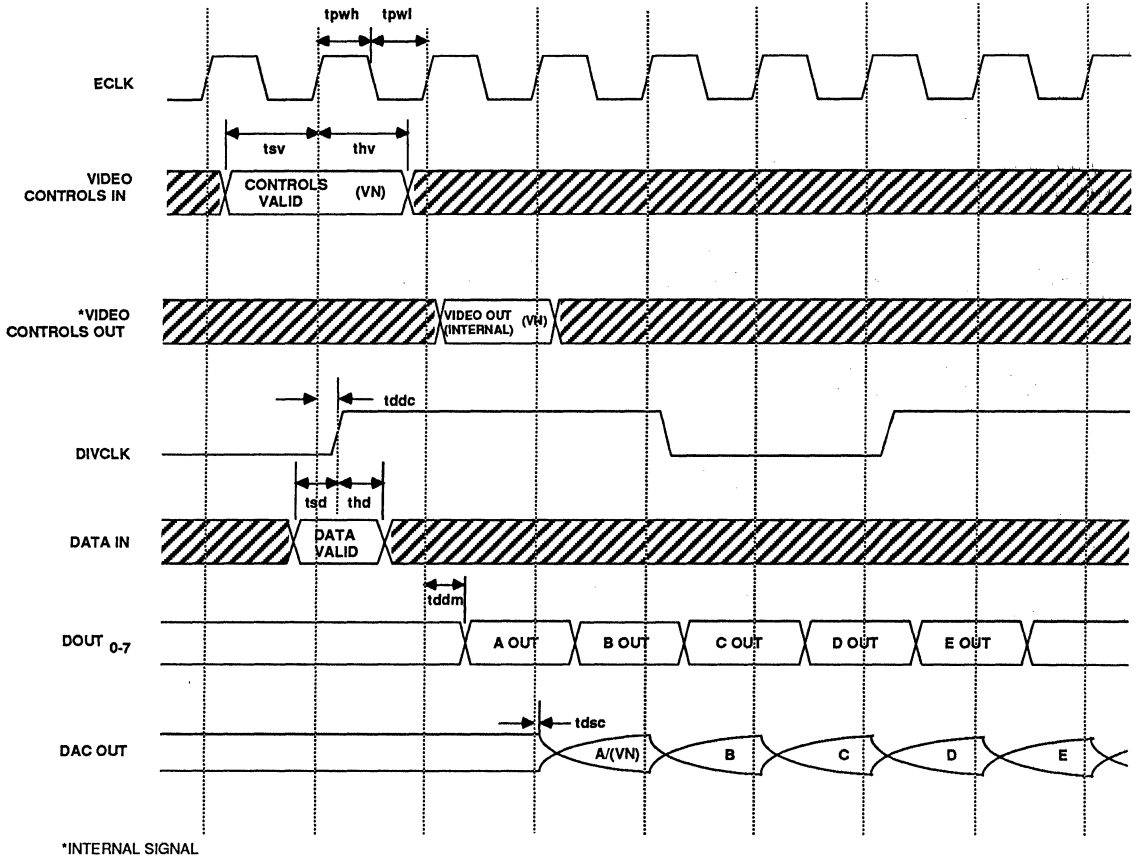 tpwh tpwl
ECLK
tsv thv
VIDEO
CONTROLS IN
CONTROLS (VN)
VALID
*VIDEO
CONTROLS OUT
VIDEO OUT (VN)
(INTERNAL)
tddc
DIVCLK
tsd thd
DATA IN
DATA
VALID
tddm
DOUT 0-7
A OUT B OUT C OUT D OUT E OUT
tdsc
DAC OUT
A/(VN) B C D E
*INTERNAL SIGNAL